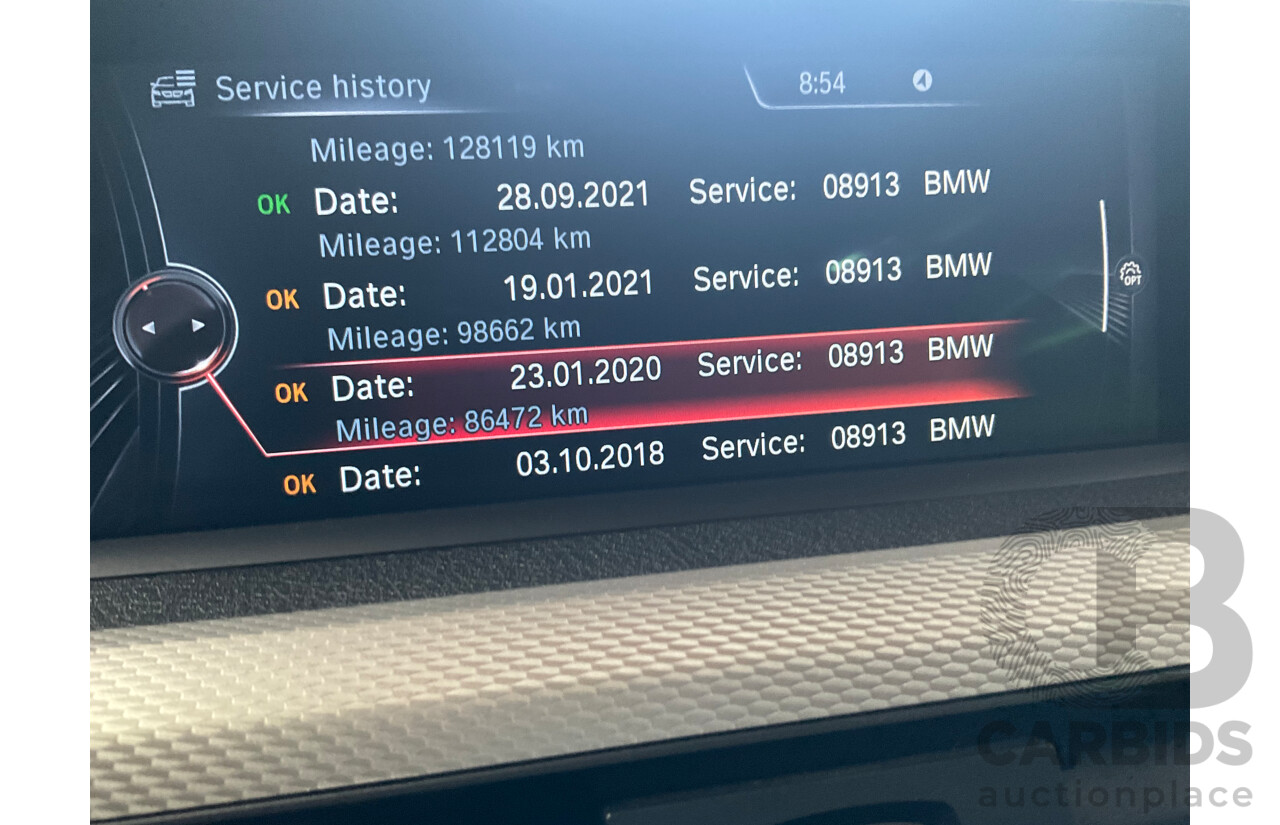 Service history 8:54
Mileage: 128119 km
OK Date: 28.09.2021 Service: 08913 BMW
Mileage: 112804 km
OK Date: 19.01.2021 Service: 08913 BMW
Mileage: 98662 km
OK Date: 23.01.2020 Service: 08913 BMW
Mileage: 86472 km
OK Date: 03.10.2018 Service: 08913 BMW
OPT
CB
CARBIDS
auctionplace